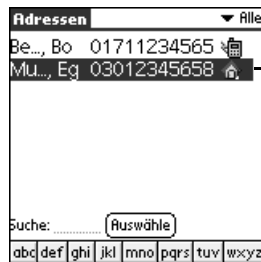 Adressen Alle
Be..., Bo 01711234565
Mu..., Eg 03012345658
Suche: Auswähle
abc def ghi jkl mno pqrs tuv wxyz